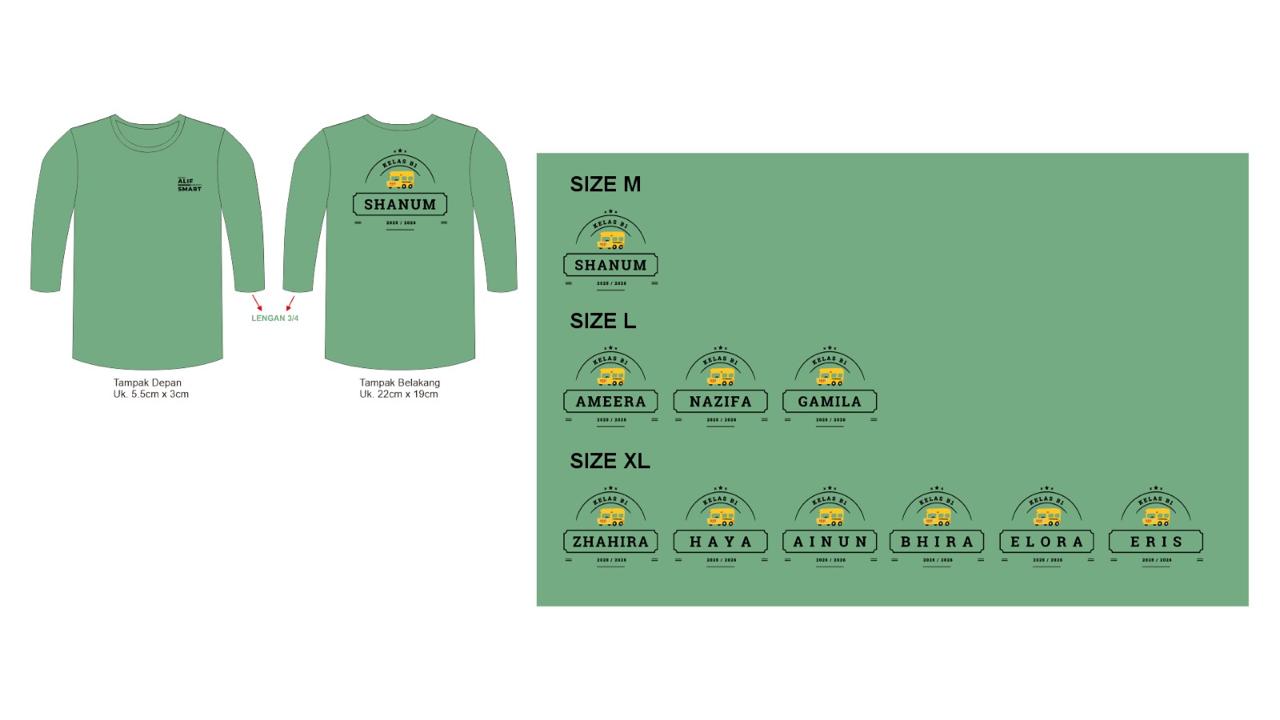 ALIF
SMART
KELAS B1
SHANUM
2025 / 2026
LENGAN 3/4
Tampak Depan
Uk. 5.5cm x 3cm
Tampak Belakang
Uk. 22cm x 19cm
SIZE M
KELAS B1
SHANUM
2025 / 2026
SIZE L
KELAS B1 KELAS B1 KELAS B1
AMEERA NAZIFA GAMILA
2025 / 2026 2025 / 2026 2025 / 2026
SIZE XL
KELAS B1 KELAS B1 KELAS B1 KELAS B1 KELAS B1 KELAS B1
ZHAHIRA HAYA AINUN BHIRA ELORA ERIS
2025 / 2026 2025 / 2026 2025 / 2026 2025 / 2026 2025 / 2026 2025 / 2026